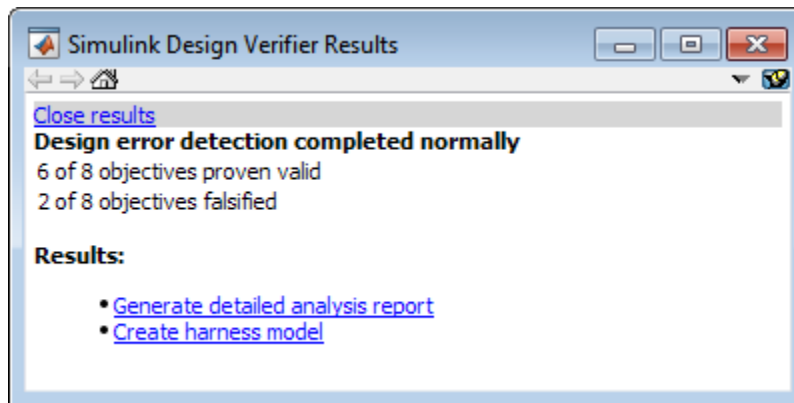 Simulink Design Verifier Results
Close results
Design error detection completed normally
6 of 8 objectives proven valid
2 of 8 objectives falsified
Results:
•Generate detailed analysis report
•Create harness model